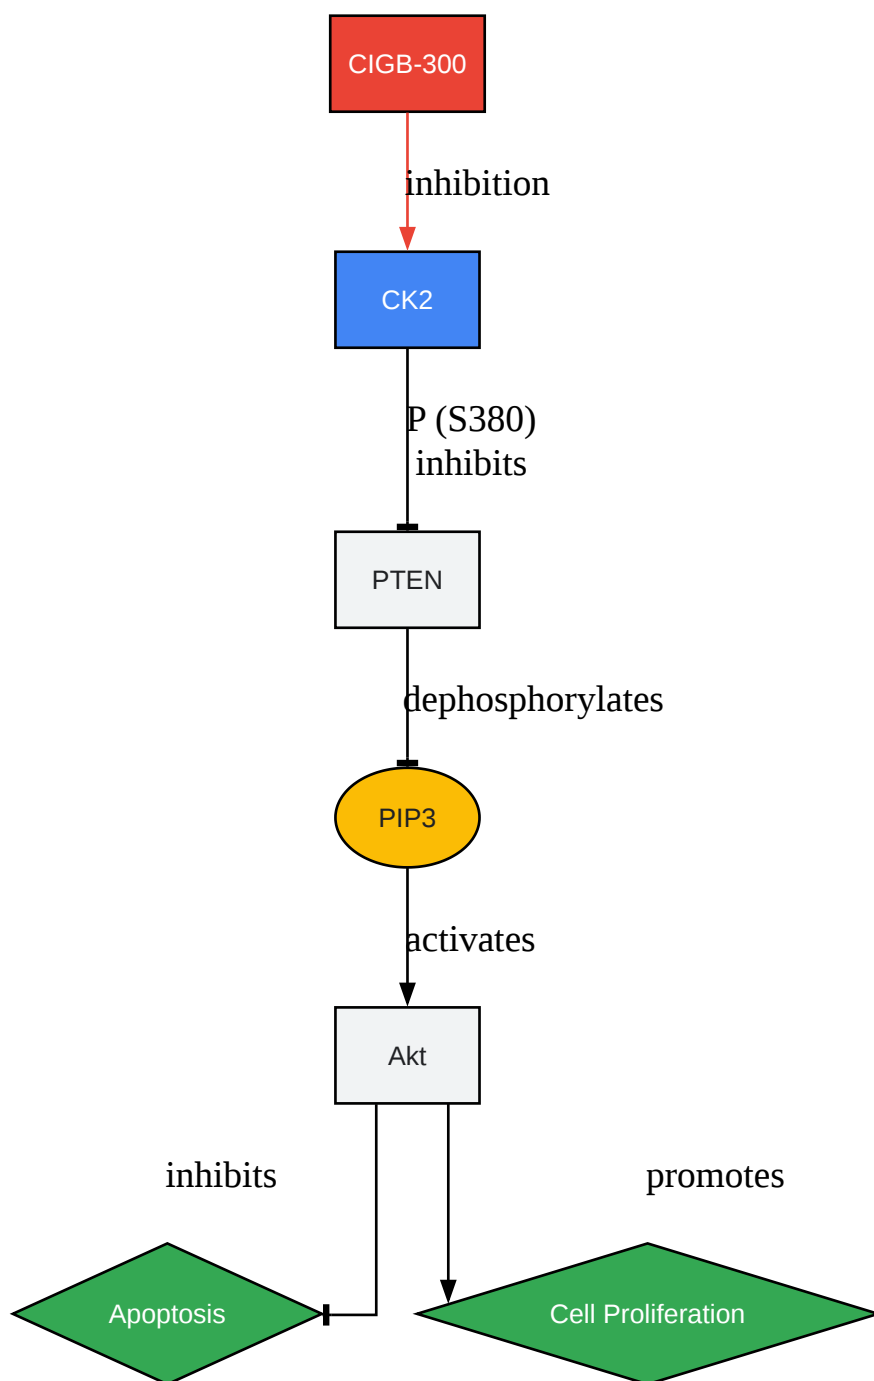 CIGB-300
inhibition
CK2
P (S380)
inhibits
PTEN
dephosphorylates
PIP3
activates
Akt
inhibits
promotes
Apoptosis
Cell Proliferation